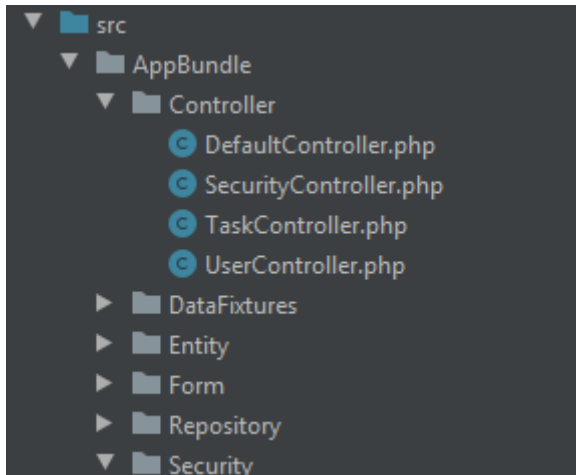 src
AppBundle
Controller
DefaultController.php
SecurityController.php
TaskController.php
UserController.php
DataFixtures
Entity
Form
Repository
Security